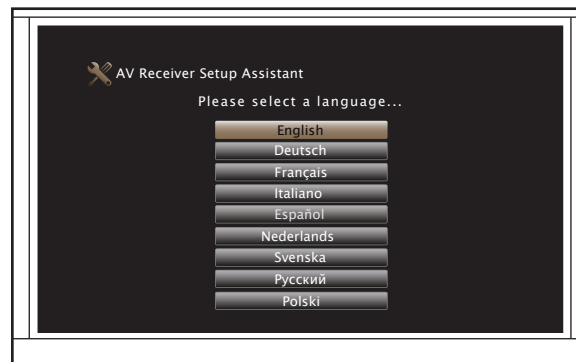 AV Receiver Setup Assistant
Please select a language...
English
Deutsch
Français
Italiano
Español
Nederlands
Svenska
Русский
Polski